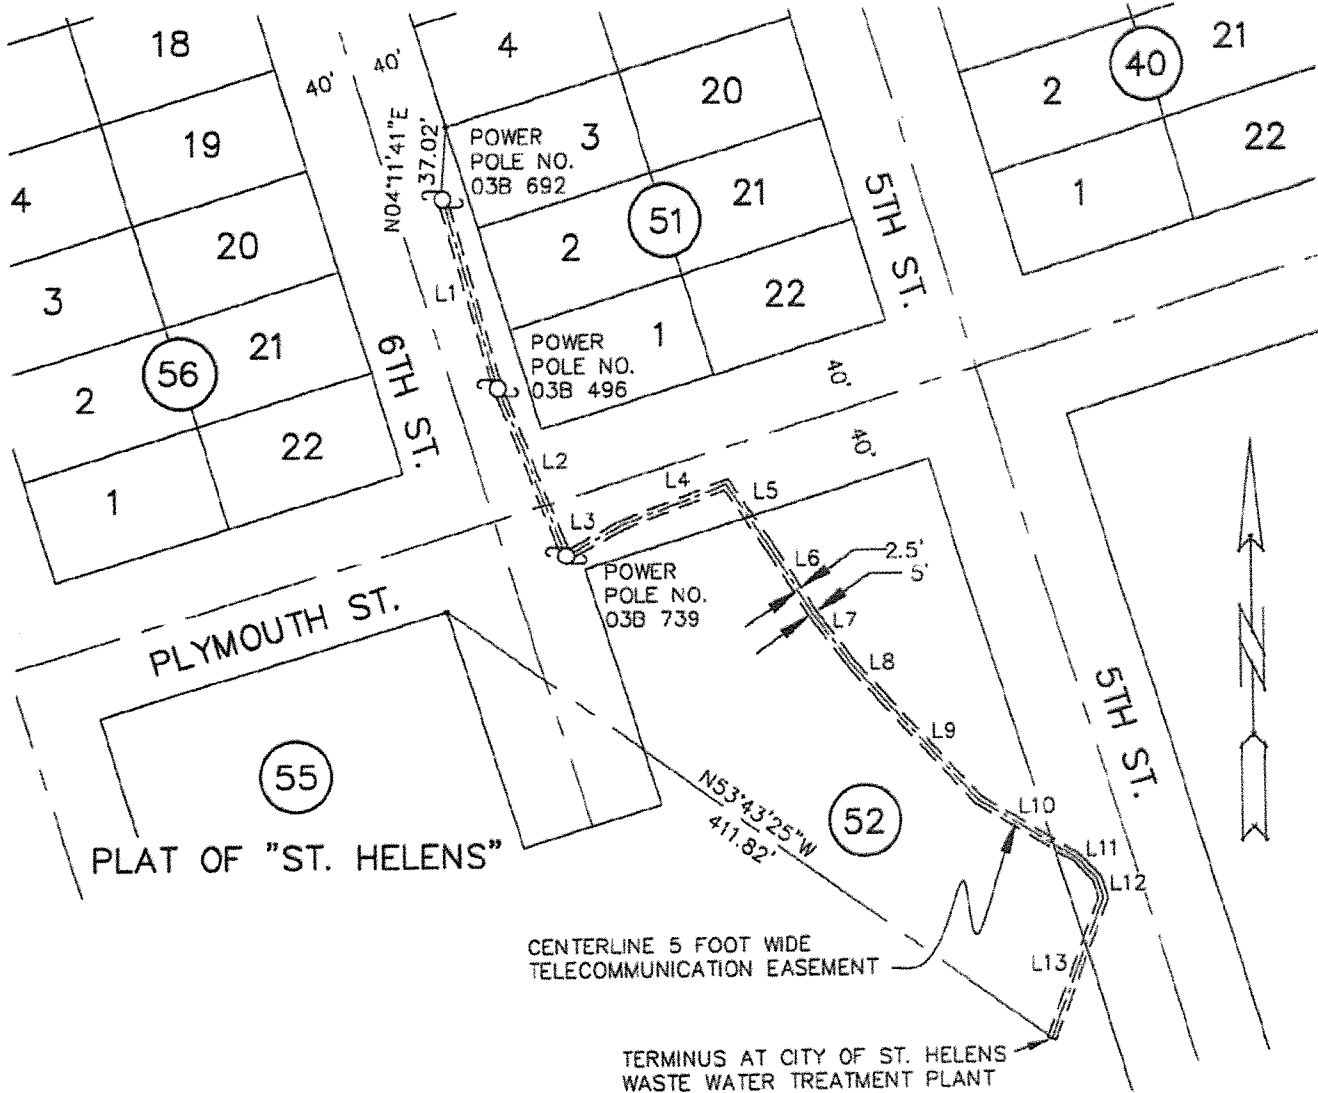 18
4
21
40
2
40'
40'
20
22
N04°11'41"E
37.02'
POWER
POLE NO.
03B 692
3
19
1
4
21
5TH ST.
51
20
2
L1
22
3
1
POWER
POLE NO.
03B 496
21
6TH ST.
56
40'
2
40'
22
L2
L4
L5
1
L3
2.5'
L6
5'
POWER
POLE NO.
03B 739
L7
PLYMOUTH ST.
L8
5TH ST.
L9
55
N53°43'25"W
411.82'
52
L10
PLAT OF "ST. HELENS"
L11
L12
CENTERLINE 5 FOOT WIDE
TELECOMMUNICATION EASEMENT
L13
TERMINUS AT CITY OF ST. HELENS
WASTE WATER TREATMENT PLANT
N